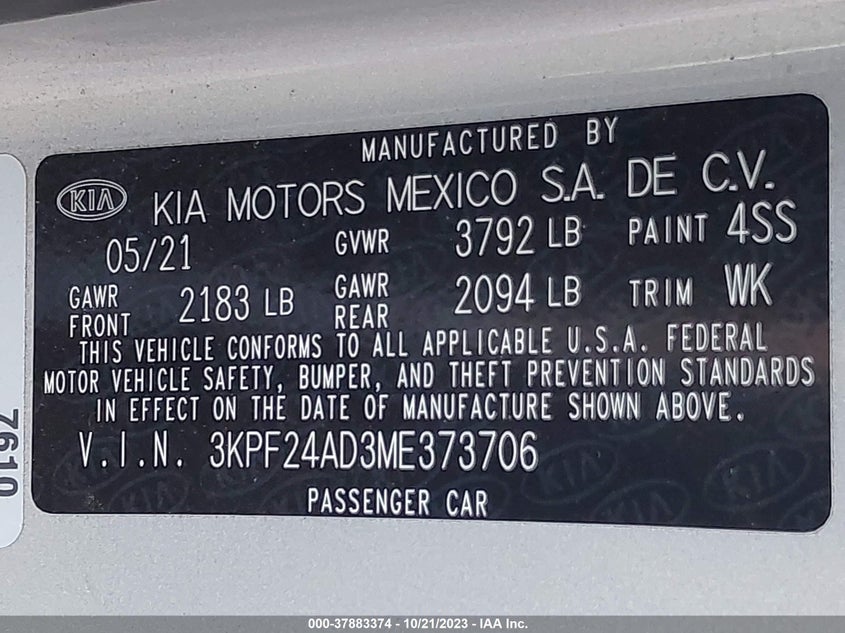 MANUFACTURED BY
KIA KIA MOTORS MEXICO S.A. DE C.V.
05/21 GVWR 3792 LB PAINT 4SS
GAWR FRONT 2183 LB GAWR REAR 2094 LB TRIM WK
THIS VEHICLE CONFORMS TO ALL APPLICABLE U.S.A. FEDERAL
MOTOR VEHICLE SAFETY, BUMPER, AND THEFT PREVENTION STANDARDS
IN EFFECT ON THE DATE OF MANUFACTURE SHOWN ABOVE.
V.I.N. 3KPF24AD3ME373706
PASSENGER CAR
7610
000-37883374 - 10/21/2023 - IAA Inc.